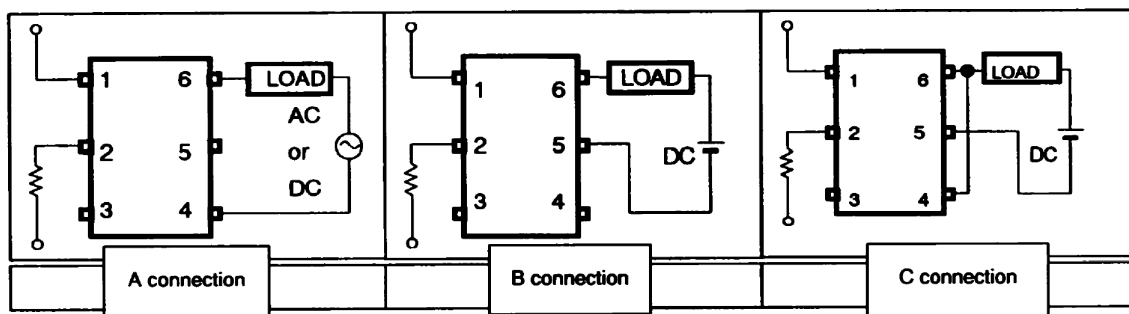 1 6 LOAD
AC
2 5 or
DC
3 4
A connection
1 6 LOAD
2 5 DC
3 4
B connection
1 6 LOAD
2 5 DC
3 4
C connection